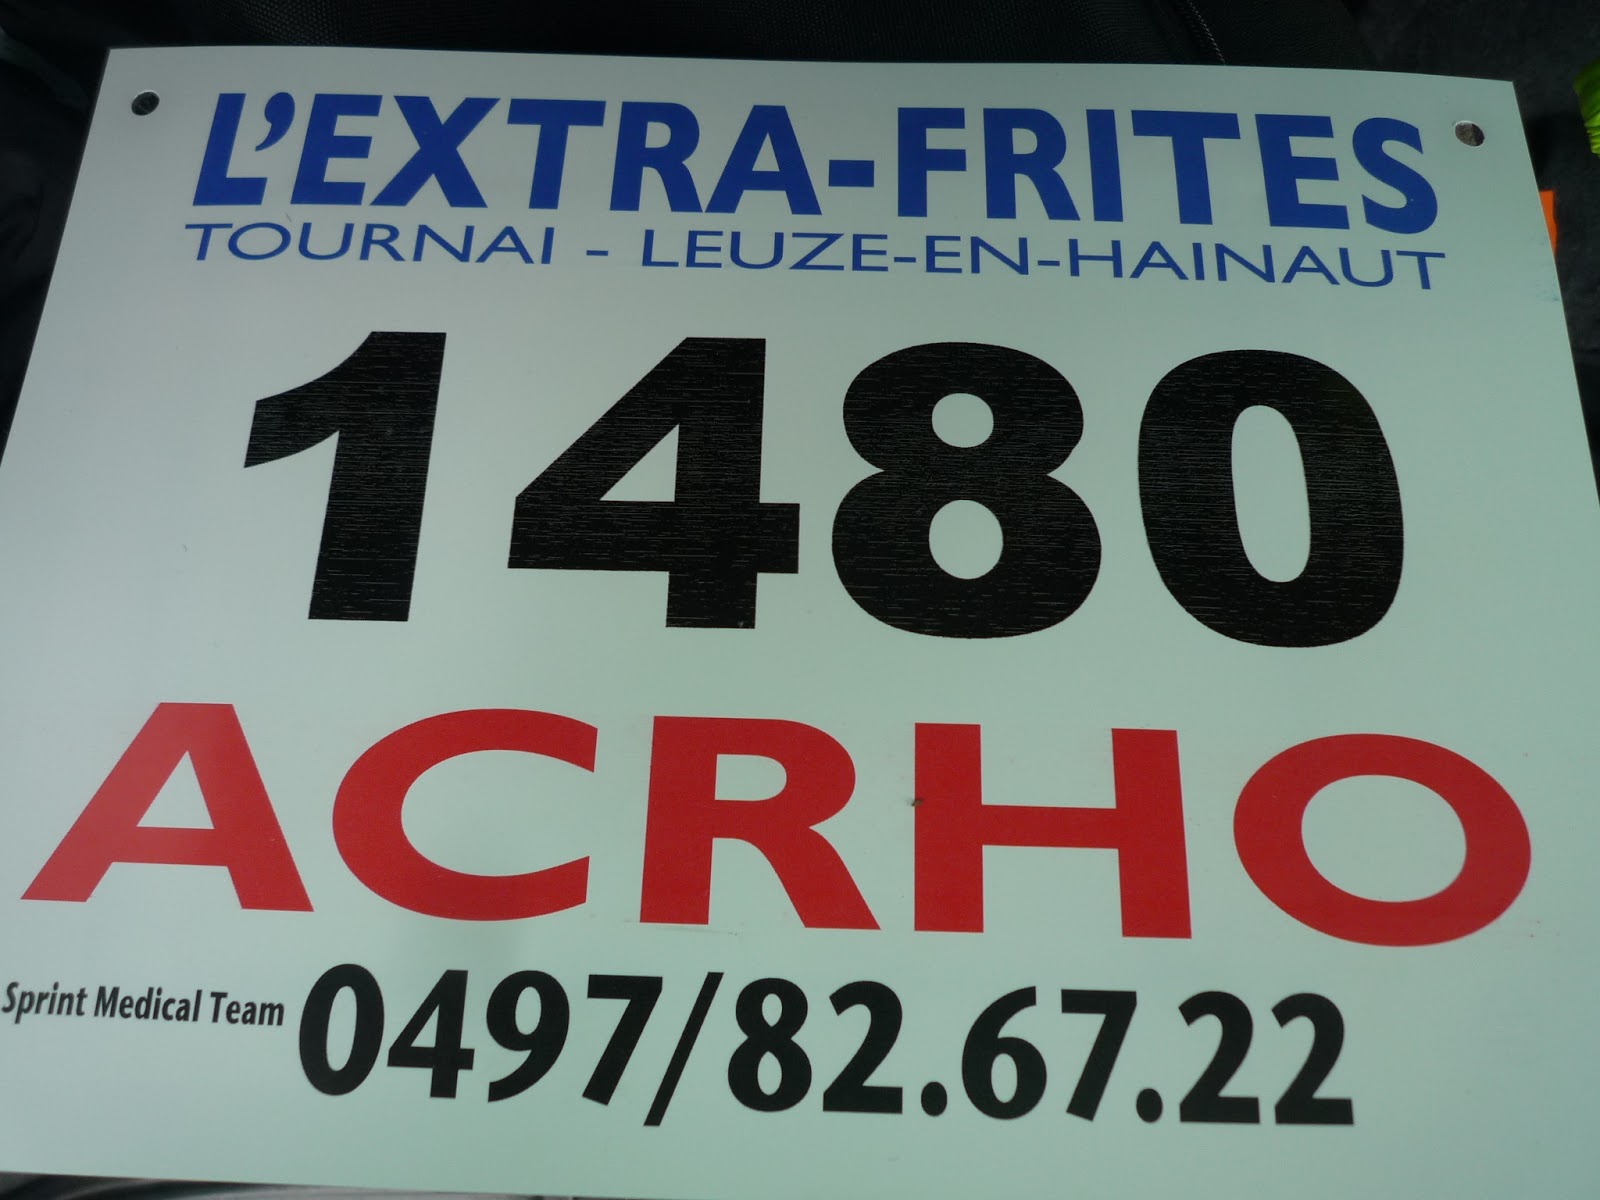 L'EXTRA-FRITES
TOURNAI - LEUZE-EN-HAINAUT
1480
ACRHO
Sprint Medical Team 0497/82.67.22